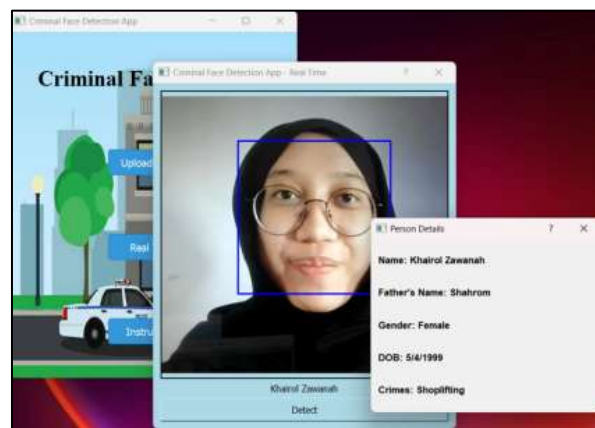 Criminal Face Detection App
Criminal Fa
Upload
Real
Instru
Criminal Face Detection App - Real Time
Khairol Zawanah
Detect
Person Details
Name: Khairol Zawanah
Father's Name: Shahrom
Gender: Female
DOB: 5/4/1999
Crimes: Shoplifting